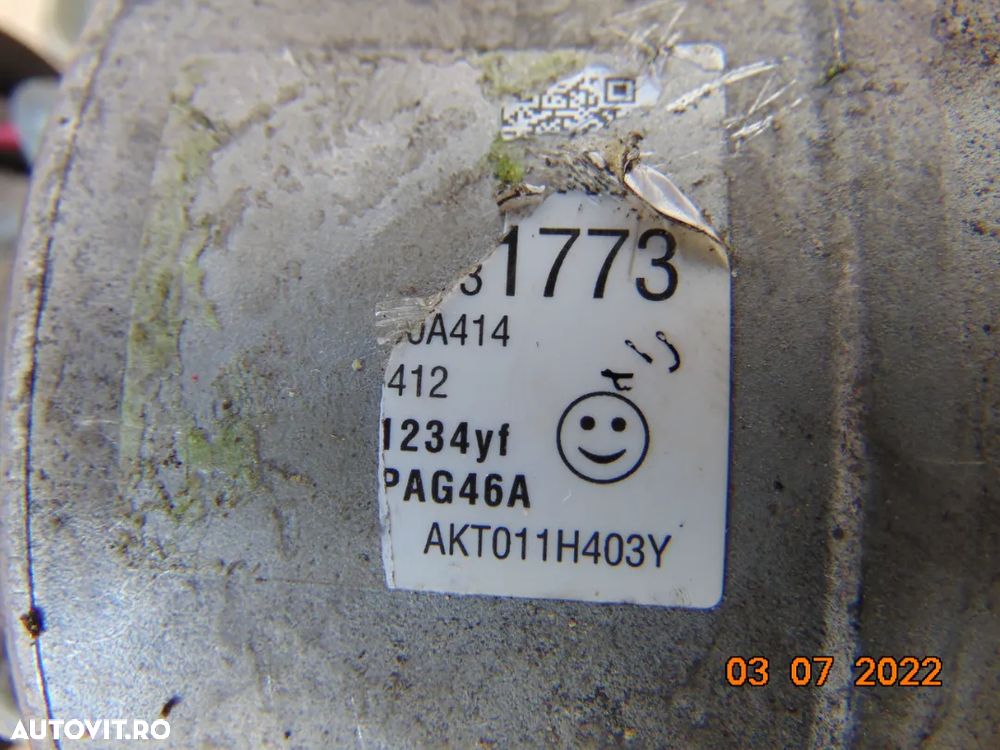 31773
0A414
412
1234yf
PAG46A
AKT011H403Y
03 07 2022
AUTOVIT.RO